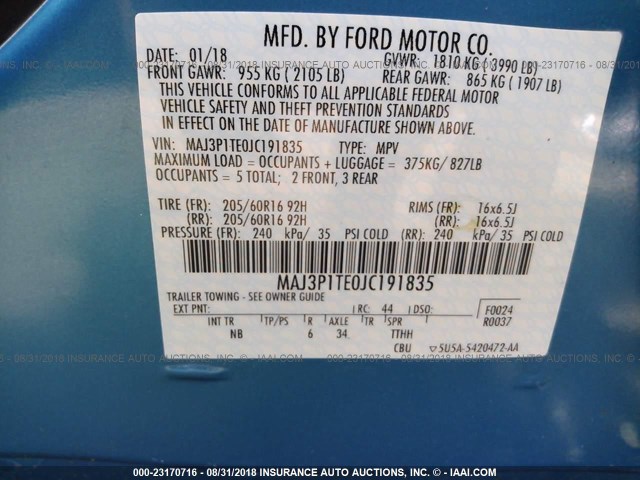 MFD. BY FORD MOTOR CO.
DATE: 01/18 GVWR: 1810 KG (3990 LB)
FRONT GAWR: 955 KG (2105 LB) REAR GAWR: 865 KG (1907 LB)
THIS VEHICLE CONFORMS TO ALL APPLICABLE FEDERAL MOTOR
VEHICLE SAFETY AND THEFT PREVENTION STANDARDS
IN EFFECT ON THE DATE OF MANUFACTURE SHOWN ABOVE.
VIN: MAJ3P1TE0JC191835 TYPE: MPV
MAXIMUM LOAD = OCCUPANTS + LUGGAGE = 375KG/ 827LB
OCCUPANTS = 5 TOTAL; 2 FRONT, 3 REAR
TIRE (FR): 205/60R16 92H RIMS (FR): 16x6.5J
(RR): 205/60R16 92H (RR): 16x6.5J
PRESSURE (FR): 240 kPa/ 35 PSI COLD (RR): 240 kPa/ 35 PSI COLD
MAJ3P1TE0JC191835
TRAILER TOWING - SEE OWNER GUIDE
EXT PNT: RC: 44 DSO: F0024
INT TR TP/PS R AXLE TR SPR R0037
NB 6 34 TTHH
CBU ▽5U5A-5420472-AA
000-23170716 - 08/31/2018 INSURANCE AUTO AUCTIONS - © - IAAI.COM